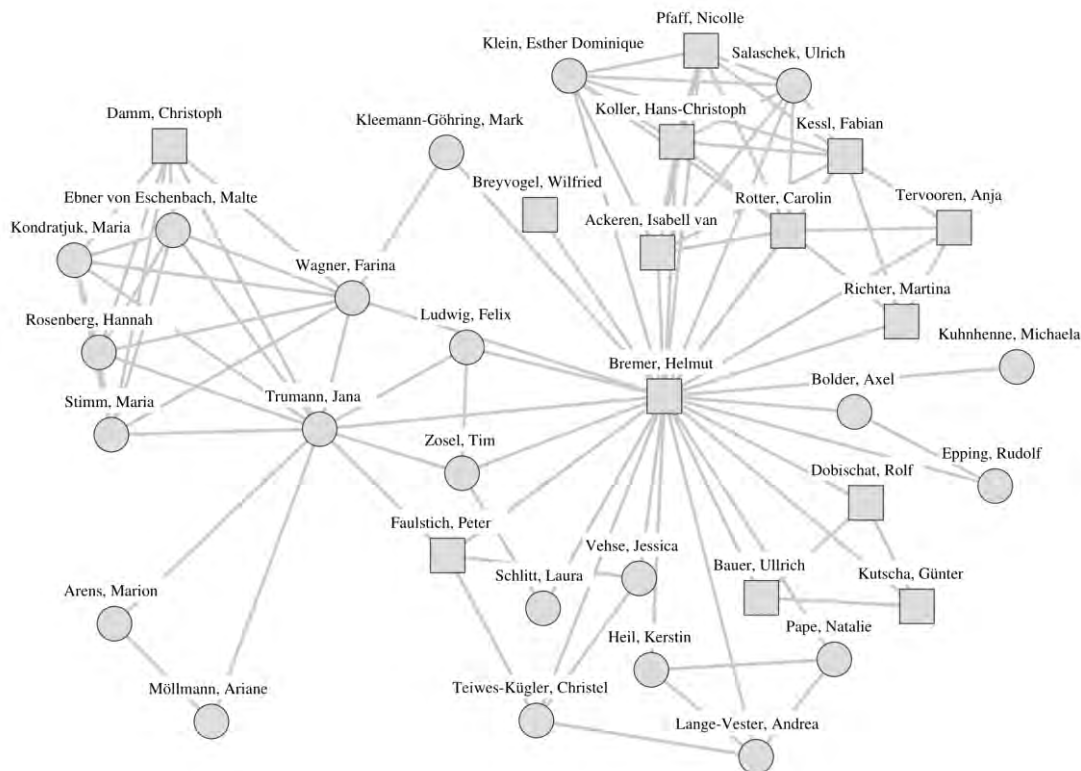 Pfaff, Nicolle
Klein, Esther Dominique
Salaschek, Ulrich
Damm, Christoph
Kleemann-Göhring, Mark
Koller, Hans-Christoph
Kessl, Fabian
Breyvogel, Wilfried
Ebner von Eschenbach, Malte
Rotter, Carolin
Tervooren, Anja
Kondratjuk, Maria
Ackeren, Isabell van
Wagner, Farina
Richter, Martina
Rosenberg, Hannah
Ludwig, Felix
Kuhnhenne, Michaela
Bremer, Helmut
Bolder, Axel
Stimm, Maria
Trumann, Jana
Zosel, Tim
Epping, Rudolf
Dobischat, Rolf
Faulstich, Peter
Vehse, Jessica
Bauer, Ullrich
Kutscha, Günter
Schlitt, Laura
Arens, Marion
Heil, Kerstin
Pape, Natalie
Möllmann, Ariane
Teiwes-Kügler, Christel
Lange-Vester, Andrea